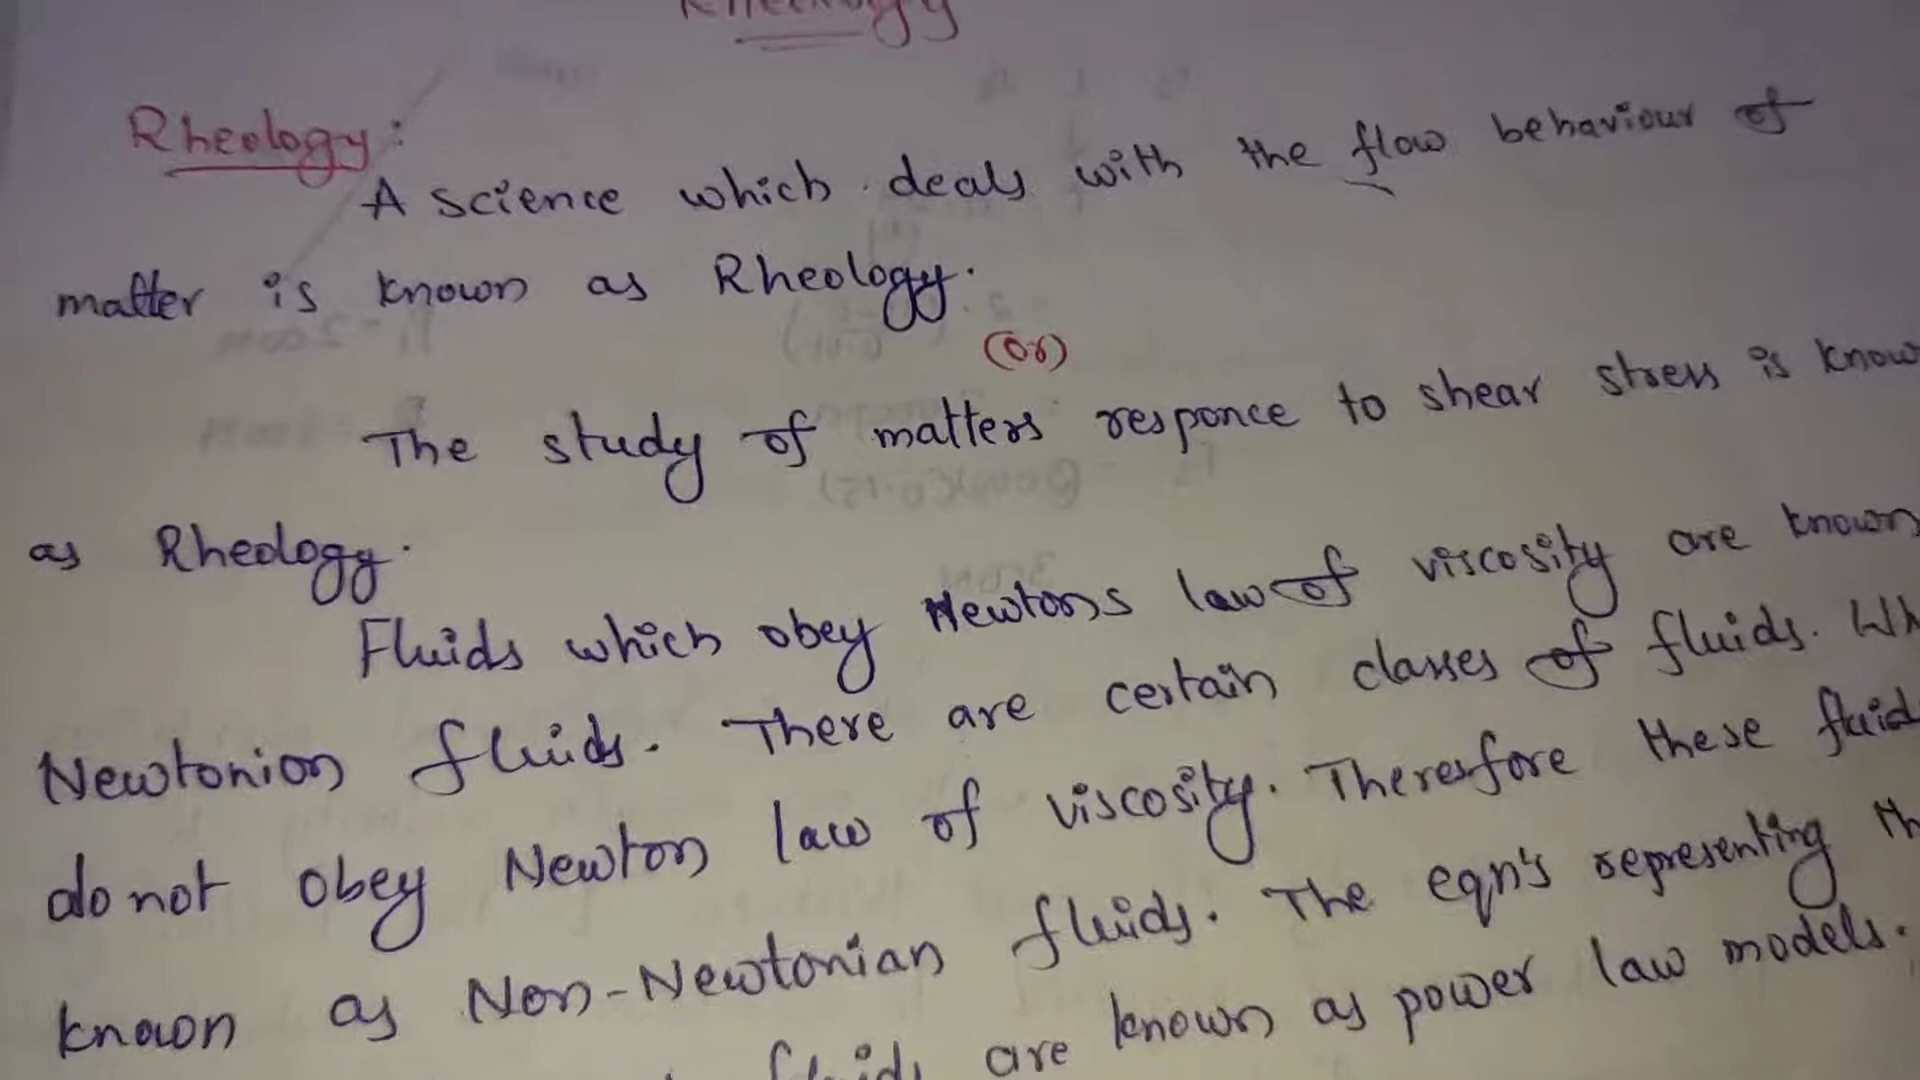 Rheology
Rheology:
A science which deals with the flow behaviour of
matter is known as Rheology.
(or)
The study of matters responce to shear stress is know
as Rheology.
Fluids which obey Newtons law of viscosity are known
Newtonion fluids. There are certain classes of fluids. Wh
do not obey Newton law of viscosity. Therefore these fluid
known as Non-Newtonian fluids. The eqn's representing th
fluids are known as power law models.